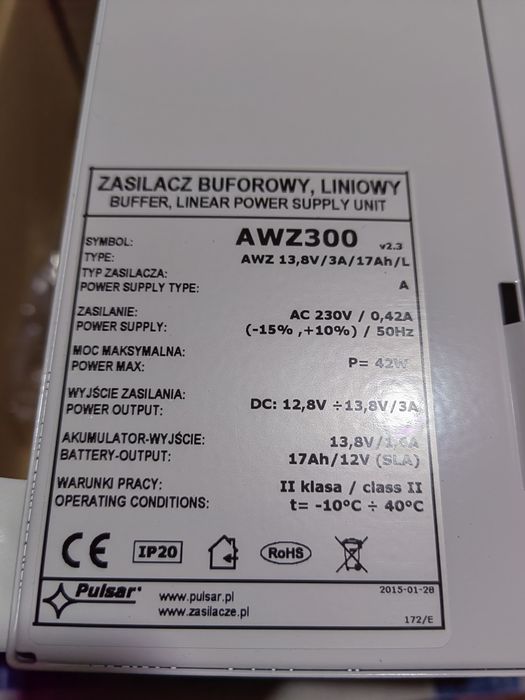 ZASILACZ BUFOROWY, LINIOWY
BUFFER, LINEAR POWER SUPPLY UNIT
SYMBOL: AWZ300 v2.3
TYPE: AWZ 13,8V/3A/17Ah/L
TYP ZASILACZA:
POWER SUPPLY TYPE: A
ZASILANIE: AC 230V / 0,42A
POWER SUPPLY: (-15% ,+10%) / 50Hz
MOC MAKSYMALNA:
POWER MAX: P= 42W
WYJŚCIE ZASILANIA:
POWER OUTPUT: DC: 12,8V ÷13,8V/3A
AKUMULATOR-WYJŚCIE: 13,8V/
BATTERY-OUTPUT: 17Ah/12V (SLA)
WARUNKI PRACY: II klasa / class II
OPERATING CONDITIONS: t= -10°C ÷ 40°C
CE IP20 RoHS
Pulsar www.pulsar.pl 2015-01-28
www.zasilacze.pl 172/E